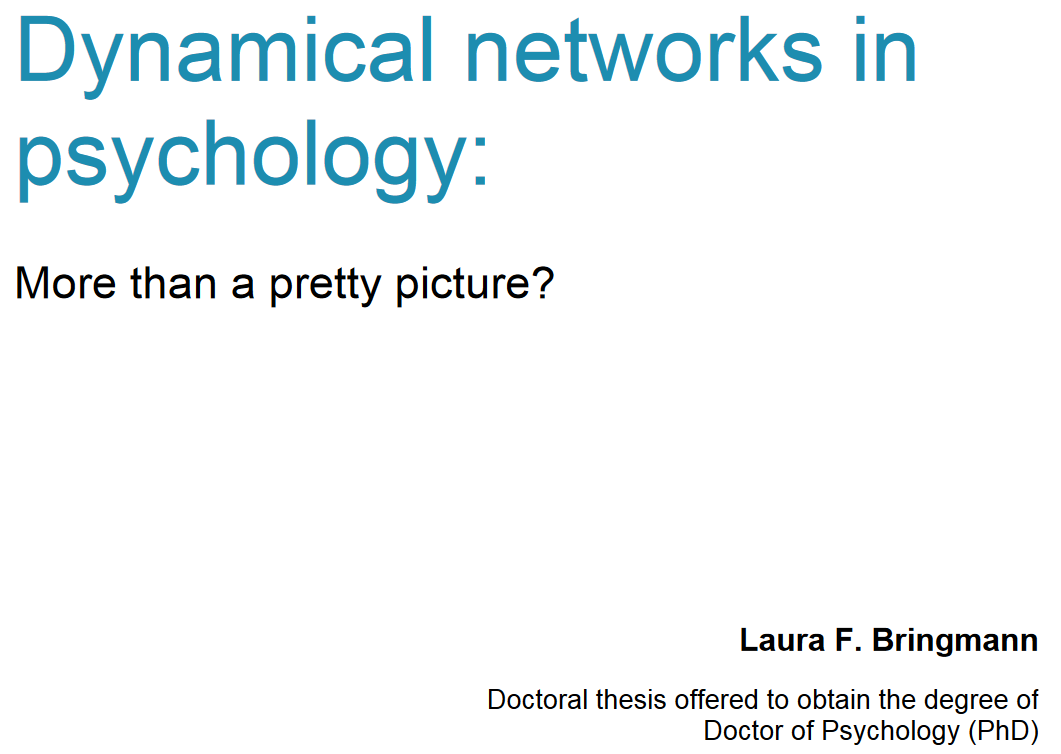 Dynamical networks in
psychology:
More than a pretty picture?
Laura F. Bringmann
Doctoral thesis offered to obtain the degree of
Doctor of Psychology (PhD)